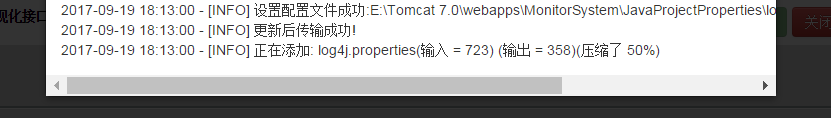 2017-09-19 18:13:00 - [INFO] 设置配置文件成功:E:\Tomcat 7.0\webapps\MonitorSystem\JavaProjectProperties\lo
视化接口
关闭
2017-09-19 18:13:00 - [INFO] 更新后传输成功!
2017-09-19 18:13:00 - [INFO] 正在添加: log4j.properties(输入 = 723) (输出 = 358)(压缩了 50%)